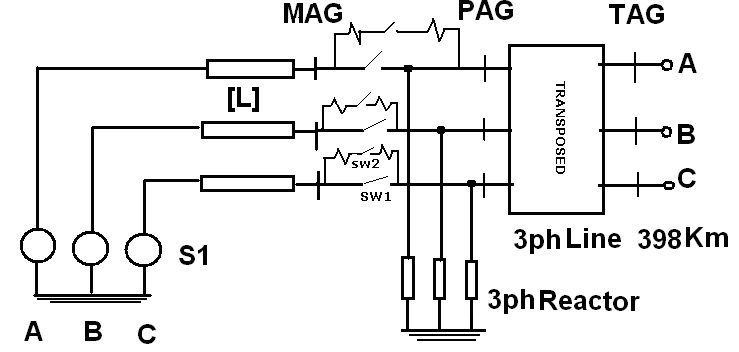 MAG
PAG
TAG
A
[L]
TRANSPOSED
B
sw2
SW1
C
3ph Line 398Km
S1
3ph Reactor
A B C